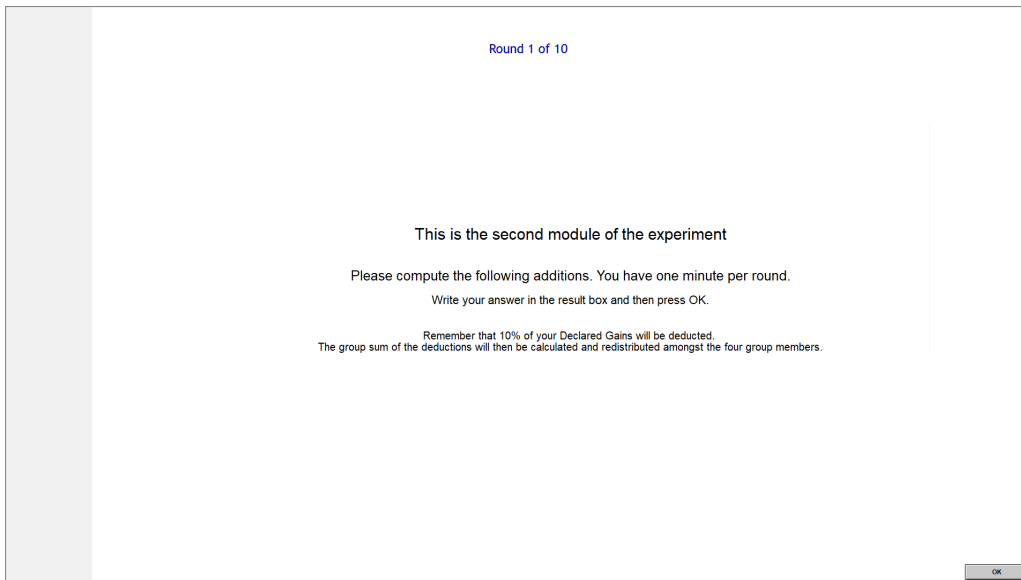 Round 1 of 10
This is the second module of the experiment
Please compute the following additions. You have one minute per round.
Write your answer in the result box and then press OK.
Remember that 10% of your Declared Gains will be deducted.
The group sum of the deductions will then be calculated and redistributed amongst the four group members.
OK